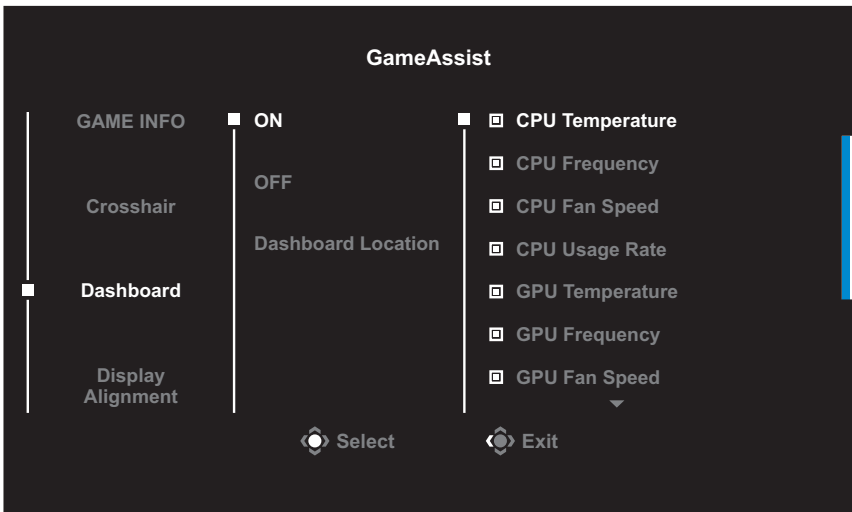 GameAssist
GAME INFO
Crosshair
Dashboard
Display
Alignment
ON
OFF
Dashboard Location
CPU Temperature
CPU Frequency
CPU Fan Speed
CPU Usage Rate
GPU Temperature
GPU Frequency
GPU Fan Speed
Select
Exit